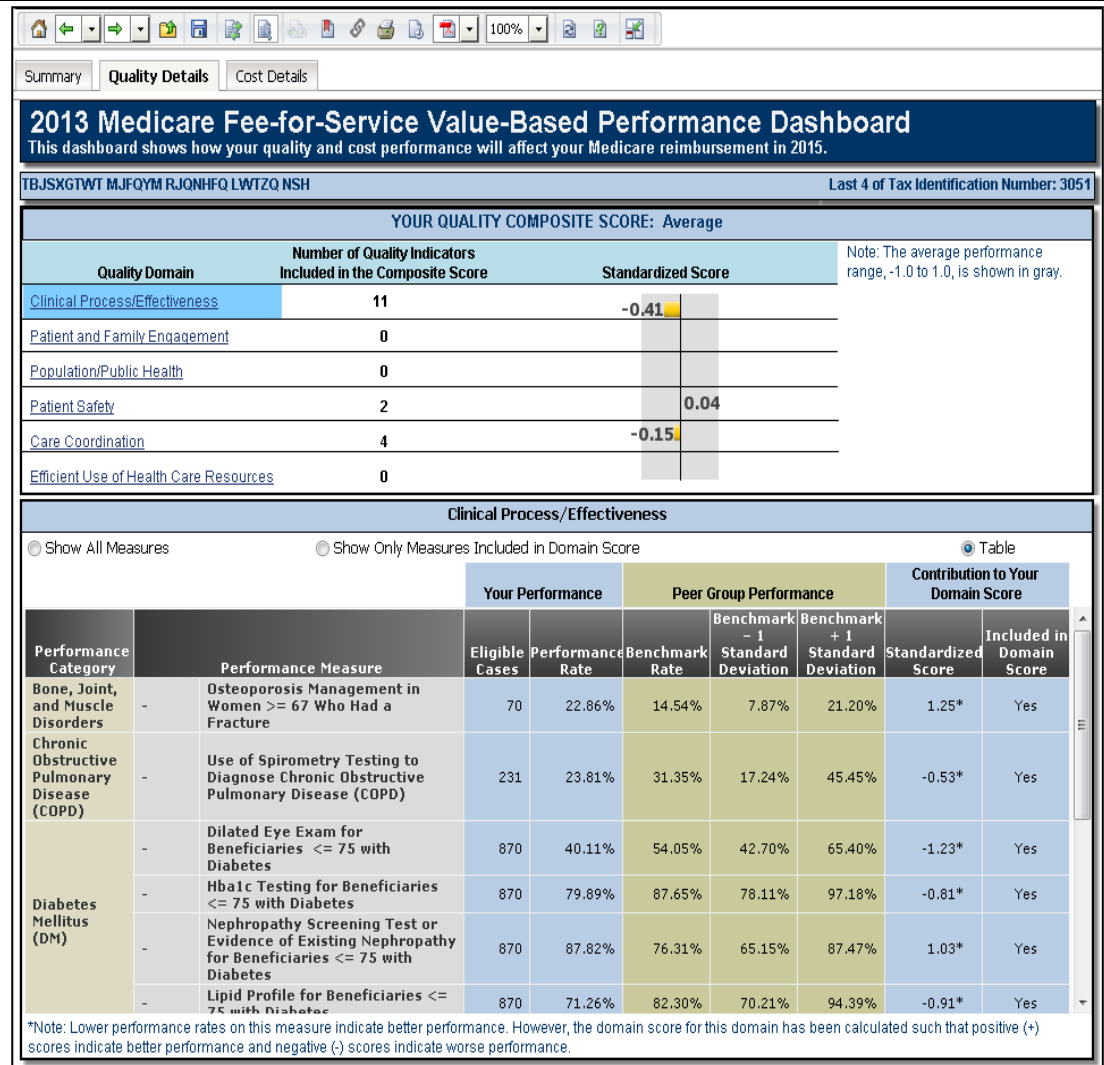 100%
Summary Quality Details Cost Details
2013 Medicare Fee-for-Service Value-Based Performance Dashboard
This dashboard shows how your quality and cost performance will affect your Medicare reimbursement in 2015.
TBJSXGTWT MJFQYM RJQNHFQ LWTZQ NSH Last 4 of Tax Identification Number: 3051
YOUR QUALITY COMPOSITE SCORE: Average
Quality Domain
Number of Quality Indicators
Included in the Composite Score
Standardized Score
Note: The average performance
range, -1.0 to 1.0, is shown in gray.
Clinical Process/Effectiveness 11 -0.41
Patient and Family Engagement 0
Population/Public Health 0
Patient Safety 2 0.04
Care Coordination 4 -0.15
Efficient Use of Health Care Resources 0
Clinical Process/Effectiveness
Show All Measures Show Only Measures Included in Domain Score Table
Your Performance
Peer Group Performance
Contribution to Your
Domain Score
Performance
Category
Performance Measure
Eligible
Cases
Performance
Rate
Benchmark
Rate
Benchmark
– 1
Standard
Deviation
Benchmark
+ 1
Standard
Deviation
Standardized
Score
Included in
Domain
Score
Bone, Joint,
and Muscle
Disorders
-
Osteoporosis Management in
Women >= 67 Who Had a
Fracture
70 22.86% 14.54% 7.87% 21.20% 1.25* Yes
Chronic
Obstructive
Pulmonary
Disease
(COPD)
-
Use of Spirometry Testing to
Diagnose Chronic Obstructive
Pulmonary Disease (COPD)
231 23.81% 31.35% 17.24% 45.45% -0.53* Yes
Diabetes
Mellitus
(DM)
-
Dilated Eye Exam for
Beneficiaries <= 75 with
Diabetes
870 40.11% 54.05% 42.70% 65.40% -1.23* Yes
-
Hba1c Testing for Beneficiaries
<= 75 with Diabetes
870 79.89% 87.65% 78.11% 97.18% -0.81* Yes
-
Nephropathy Screening Test or
Evidence of Existing Nephropathy
for Beneficiaries <= 75 with
Diabetes
870 87.82% 76.31% 65.15% 87.47% 1.03* Yes
-
Lipid Profile for Beneficiaries <=
75 with Diabetes
870 71.26% 82.30% 70.21% 94.39% -0.91* Yes
*Note: Lower performance rates on this measure indicate better performance. However, the domain score for this domain has been calculated such that positive (+)
scores indicate better performance and negative (-) scores indicate worse performance.